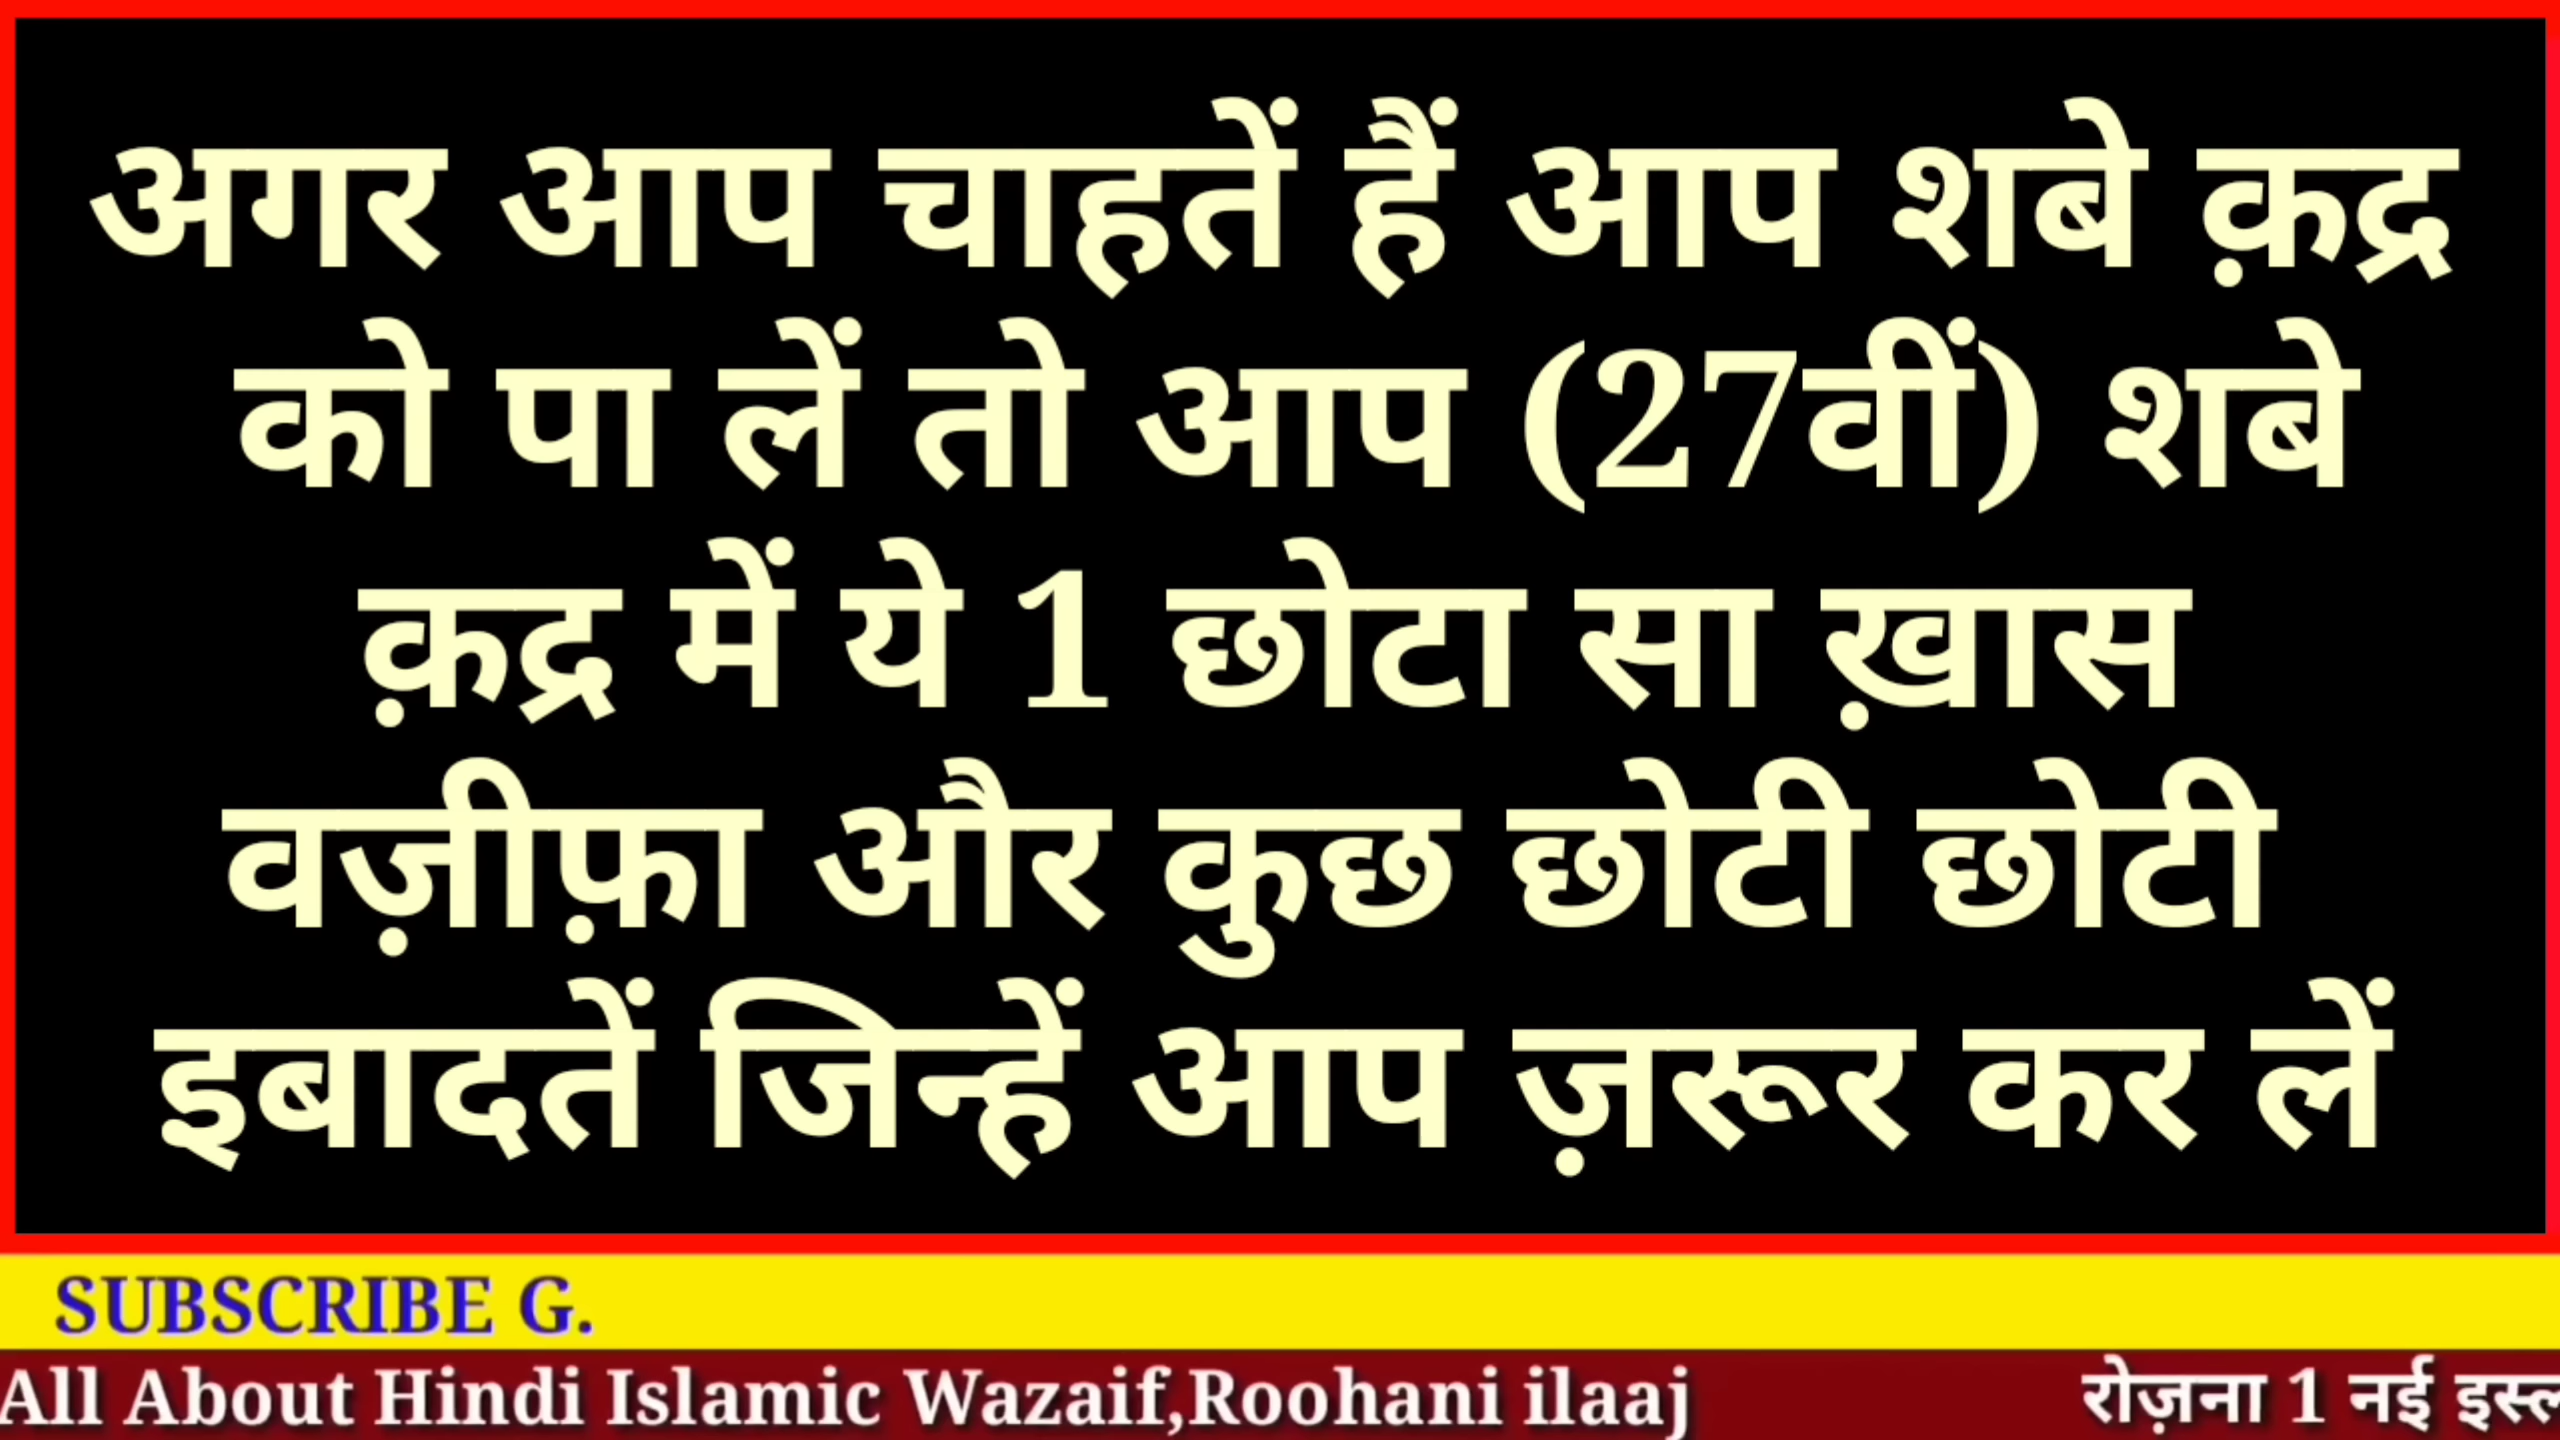 अगर आप चाहतें हैं आप शबे क़द्र
को पा लें तो आप (27वीं) शबे
क़द्र में ये 1 छोटा सा ख़ास
वज़ीफ़ा और कुछ छोटी छोटी
इबादतें जिन्हें आप ज़रूर कर लें
SUBSCRIBE G.
All About Hindi Islamic Wazaif,Roohani ilaaj रोज़ना 1 नई